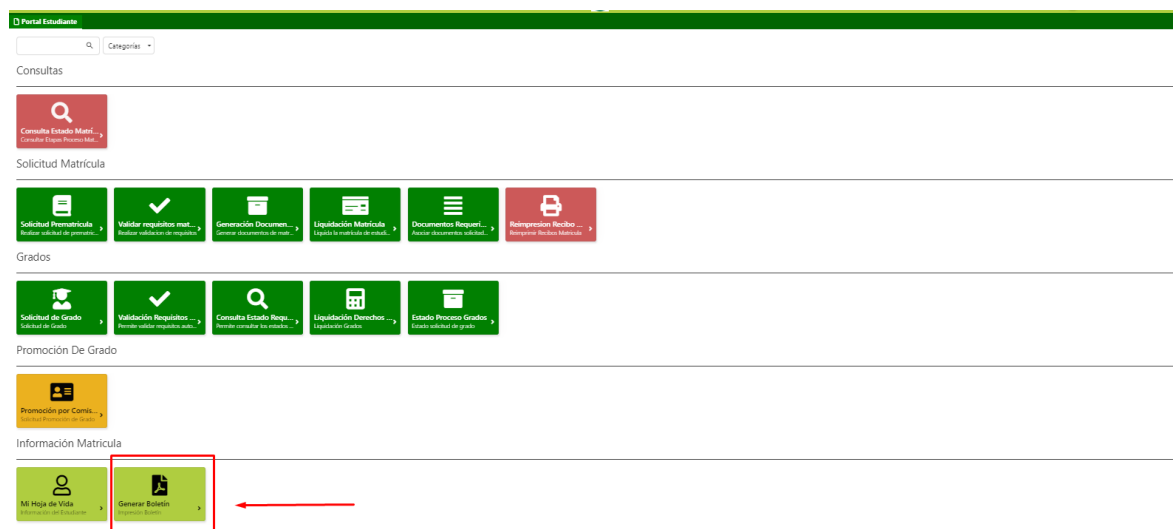 Portal Estudiante
Categorías
Consultas
Consulta Estado Matrí...
Consultar Etapas Proceso Mat...
Solicitud Matrícula
Solicitud Prematrícula
Realizar solicitud de prematríc...
Validar requisitos mat...
Realizar validacion de requisitos
Generación Documen...
Generar documentos de matr...
Liquidación Matrícula
Liquida la matrícula de estudi...
Documentos Requeri...
Asociar documentos solicitad...
Reimpresion Recibo ...
Reimprimir Recibos Matrícula
Grados
Solicitud de Grado
Solicitud de Grado
Validación Requisitos ...
Permite validar requisitos auto...
Consulta Estado Requ...
Permite consultar los estados ...
Liquidación Derechos ...
Liquidación Grados
Estado Proceso Grados
Estado solicitud de grado
Promoción De Grado
Promoción por Comis...
Solicitud Promoción de Grado
Información Matricula
Mi Hoja de Vida
Información del Estudiante
Generar Boletín
Impresión Boletín